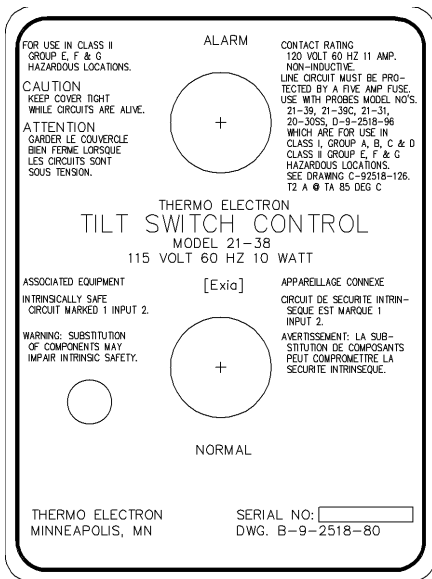 FOR USE IN CLASS II
GROUP E, F & G
HAZARDOUS LOCATIONS.
CAUTION
KEEP COVER TIGHT
WHILE CIRCUITS ARE ALIVE.
ATTENTION
GARDER LE COUVERCLE
BIEN FERME LORSQUE
LES CIRCUITS SONT
SOUS TENSION.
ALARM
CONTACT RATING
120 VOLT 60 HZ 11 AMP.
NON-INDUCTIVE.
LINE CIRCUIT MUST BE PRO-
TECTED BY A FIVE AMP FUSE.
USE WITH PROBES MODEL NO'S.
21-39, 21-39C, 21-31,
20-30SS, D-9-2518-96
WHICH ARE FOR USE IN
CLASS I, GROUP A, B, C & D
CLASS II GROUP E, F & G
HAZARDOUS LOCATIONS.
SEE DRAWING C-92518-126.
T2 A @ TA 85 DEG C
THERMO ELECTRON
TILT SWITCH CONTROL
MODEL 21-38
115 VOLT 60 HZ 10 WATT
ASSOCIATED EQUIPMENT
INTRINSICALLY SAFE
CIRCUIT MARKED 1 INPUT 2.
WARNING: SUBSTITUTION
OF COMPONENTS MAY
IMPAIR INTRINSIC SAFETY.
[Exia]
APPAREILLAGE CONNEXE
CIRCUIT DE SECURITE INTRIN-
SEQUE EST MARQUE 1
INPUT 2.
AVERTISSEMENT: LA SUB-
STITUTION DE COMPOSANTS
PEUT COMPROMETTRE LA
SECURITE INTRINSEQUE.
NORMAL
THERMO ELECTRON
MINNEAPOLIS, MN
SERIAL NO:
DWG. B-9-2518-80